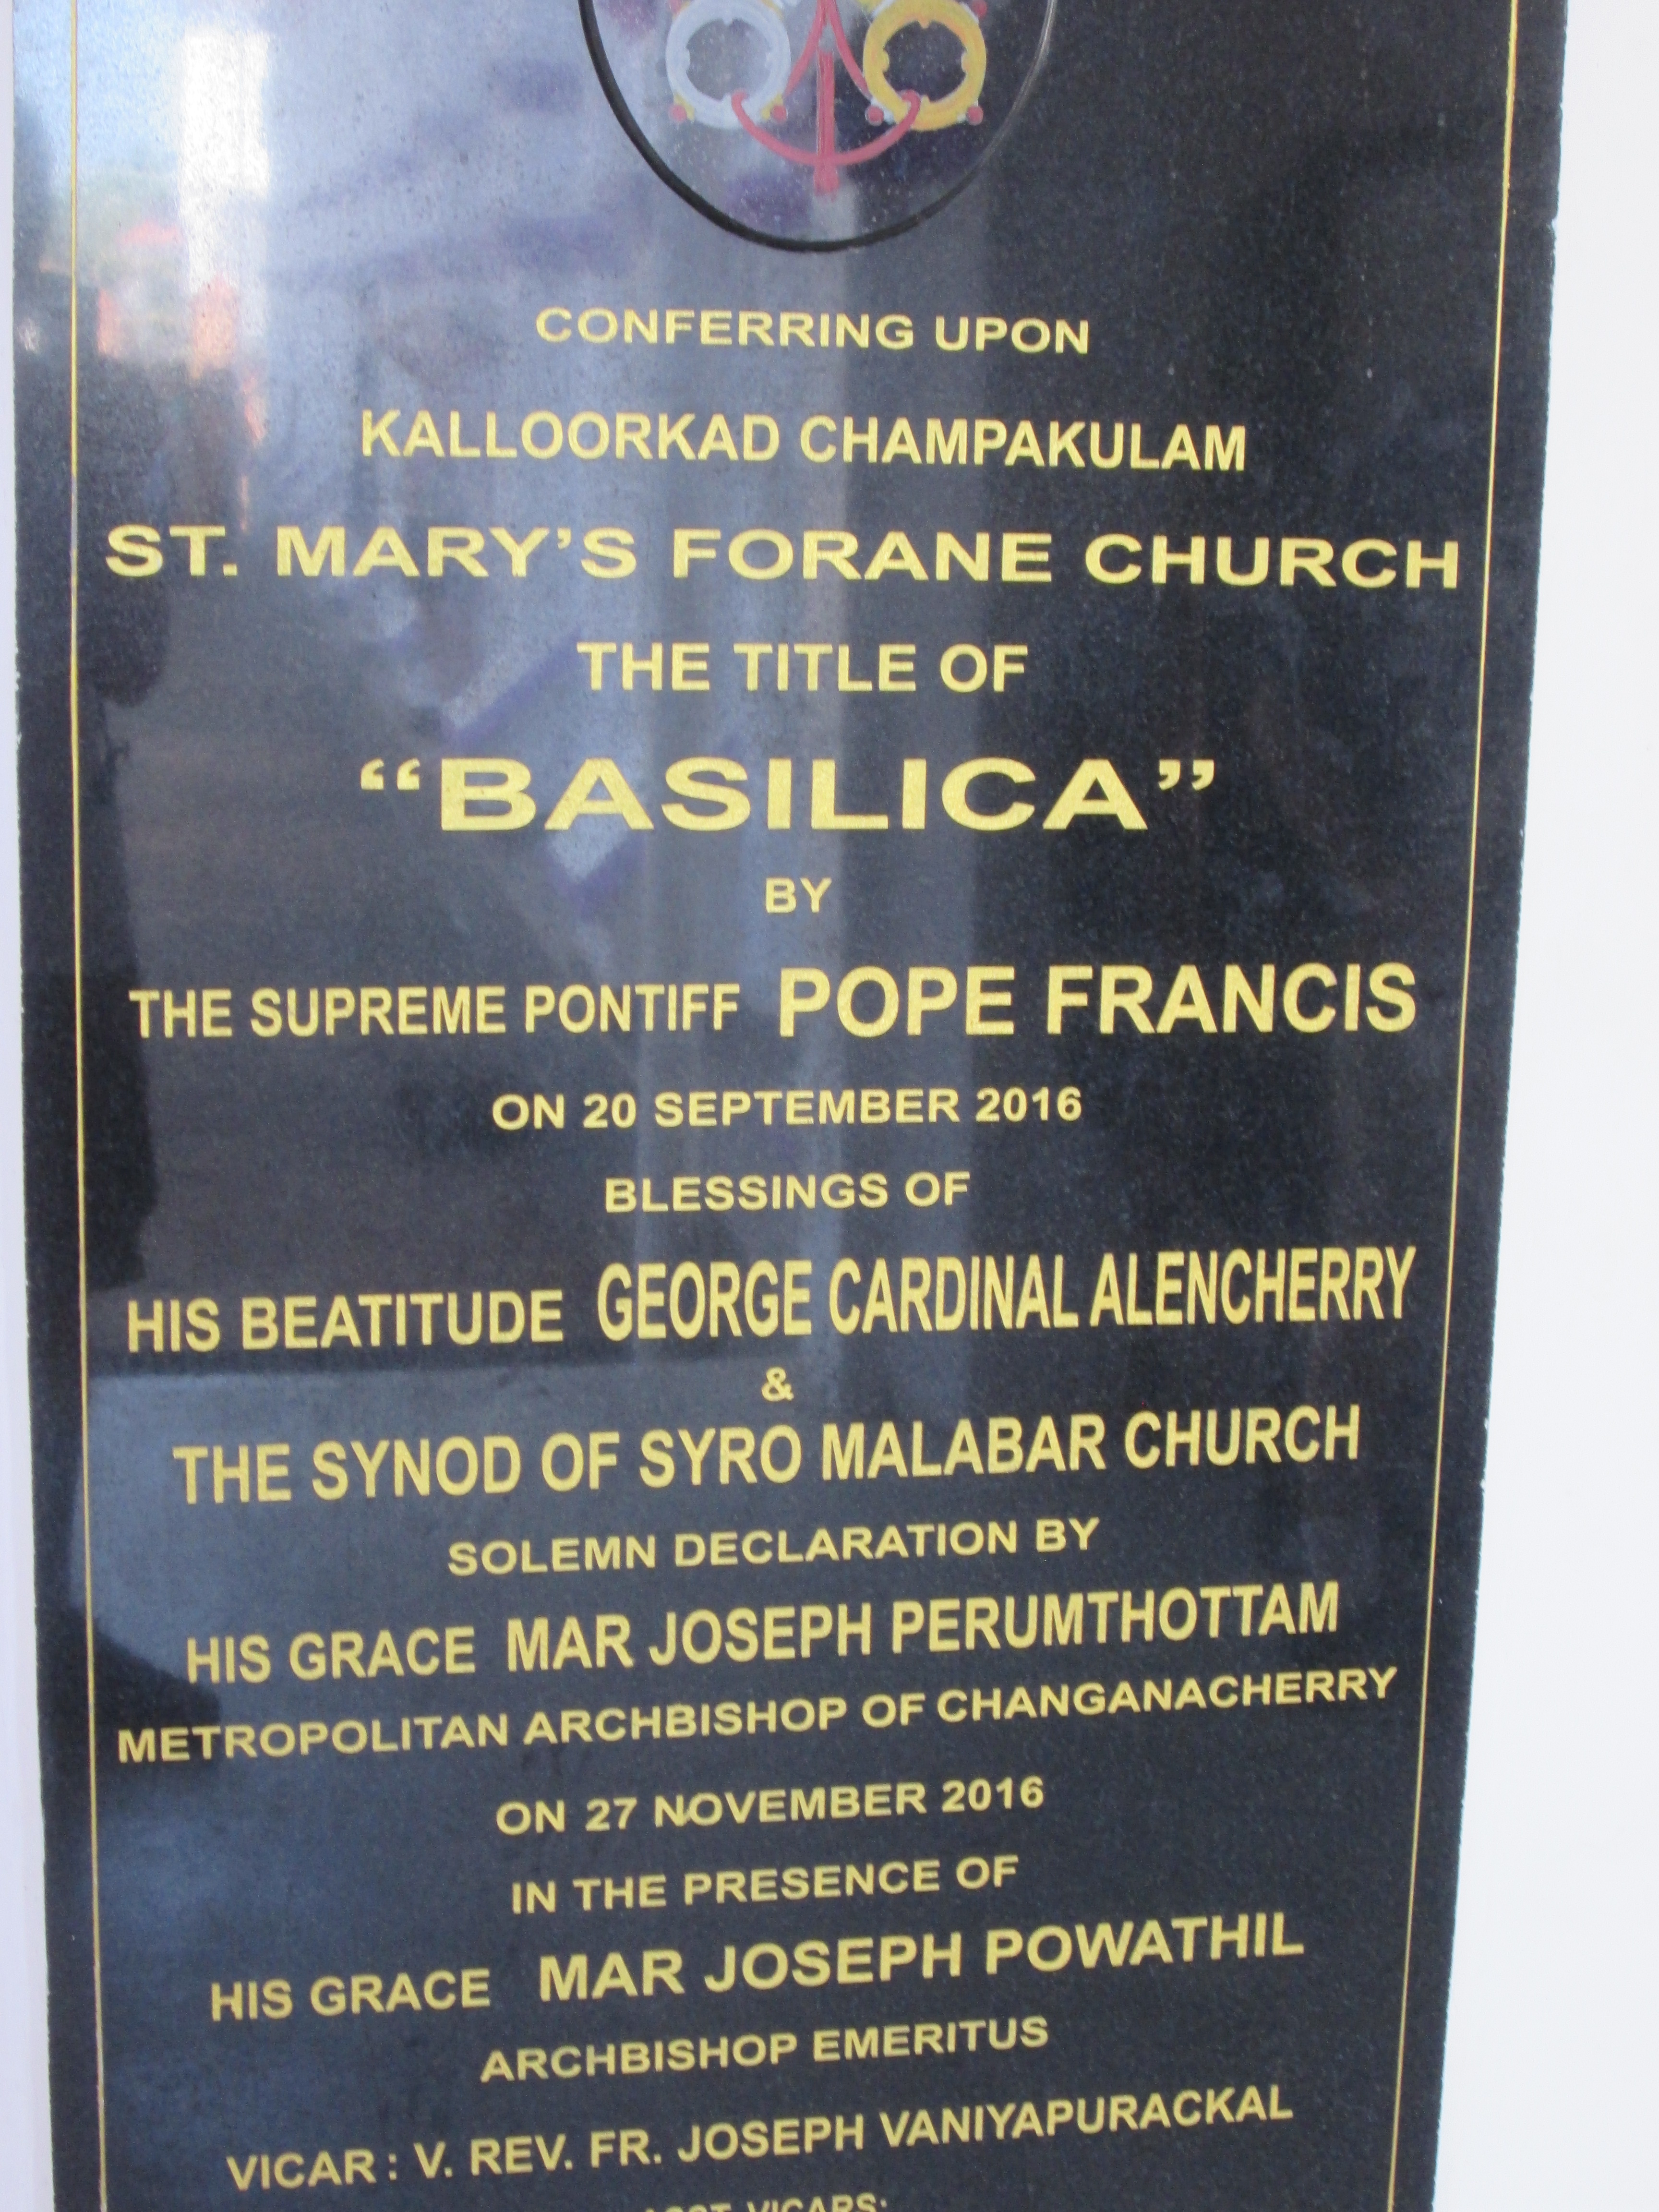 CONFERRING UPON
KALLOORKAD CHAMPAKULAM
ST. MARY'S FORANE CHURCH
THE TITLE OF
“BASILICA”
BY
THE SUPREME PONTIFF POPE FRANCIS
ON 20 SEPTEMBER 2016
BLESSINGS OF
HIS BEATITUDE GEORGE CARDINAL ALENCHERRY
&
THE SYNOD OF SYRO MALABAR CHURCH
SOLEMN DECLARATION BY
HIS GRACE MAR JOSEPH PERUMTHOTTAM
METROPOLITAN ARCHBISHOP OF CHANGANACHERRY
ON 27 NOVEMBER 2016
IN THE PRESENCE OF
HIS GRACE MAR JOSEPH POWATHIL
ARCHBISHOP EMERITUS
VICAR : V. REV. FR. JOSEPH VANIYAPURACKAL
ASST. VICARS: